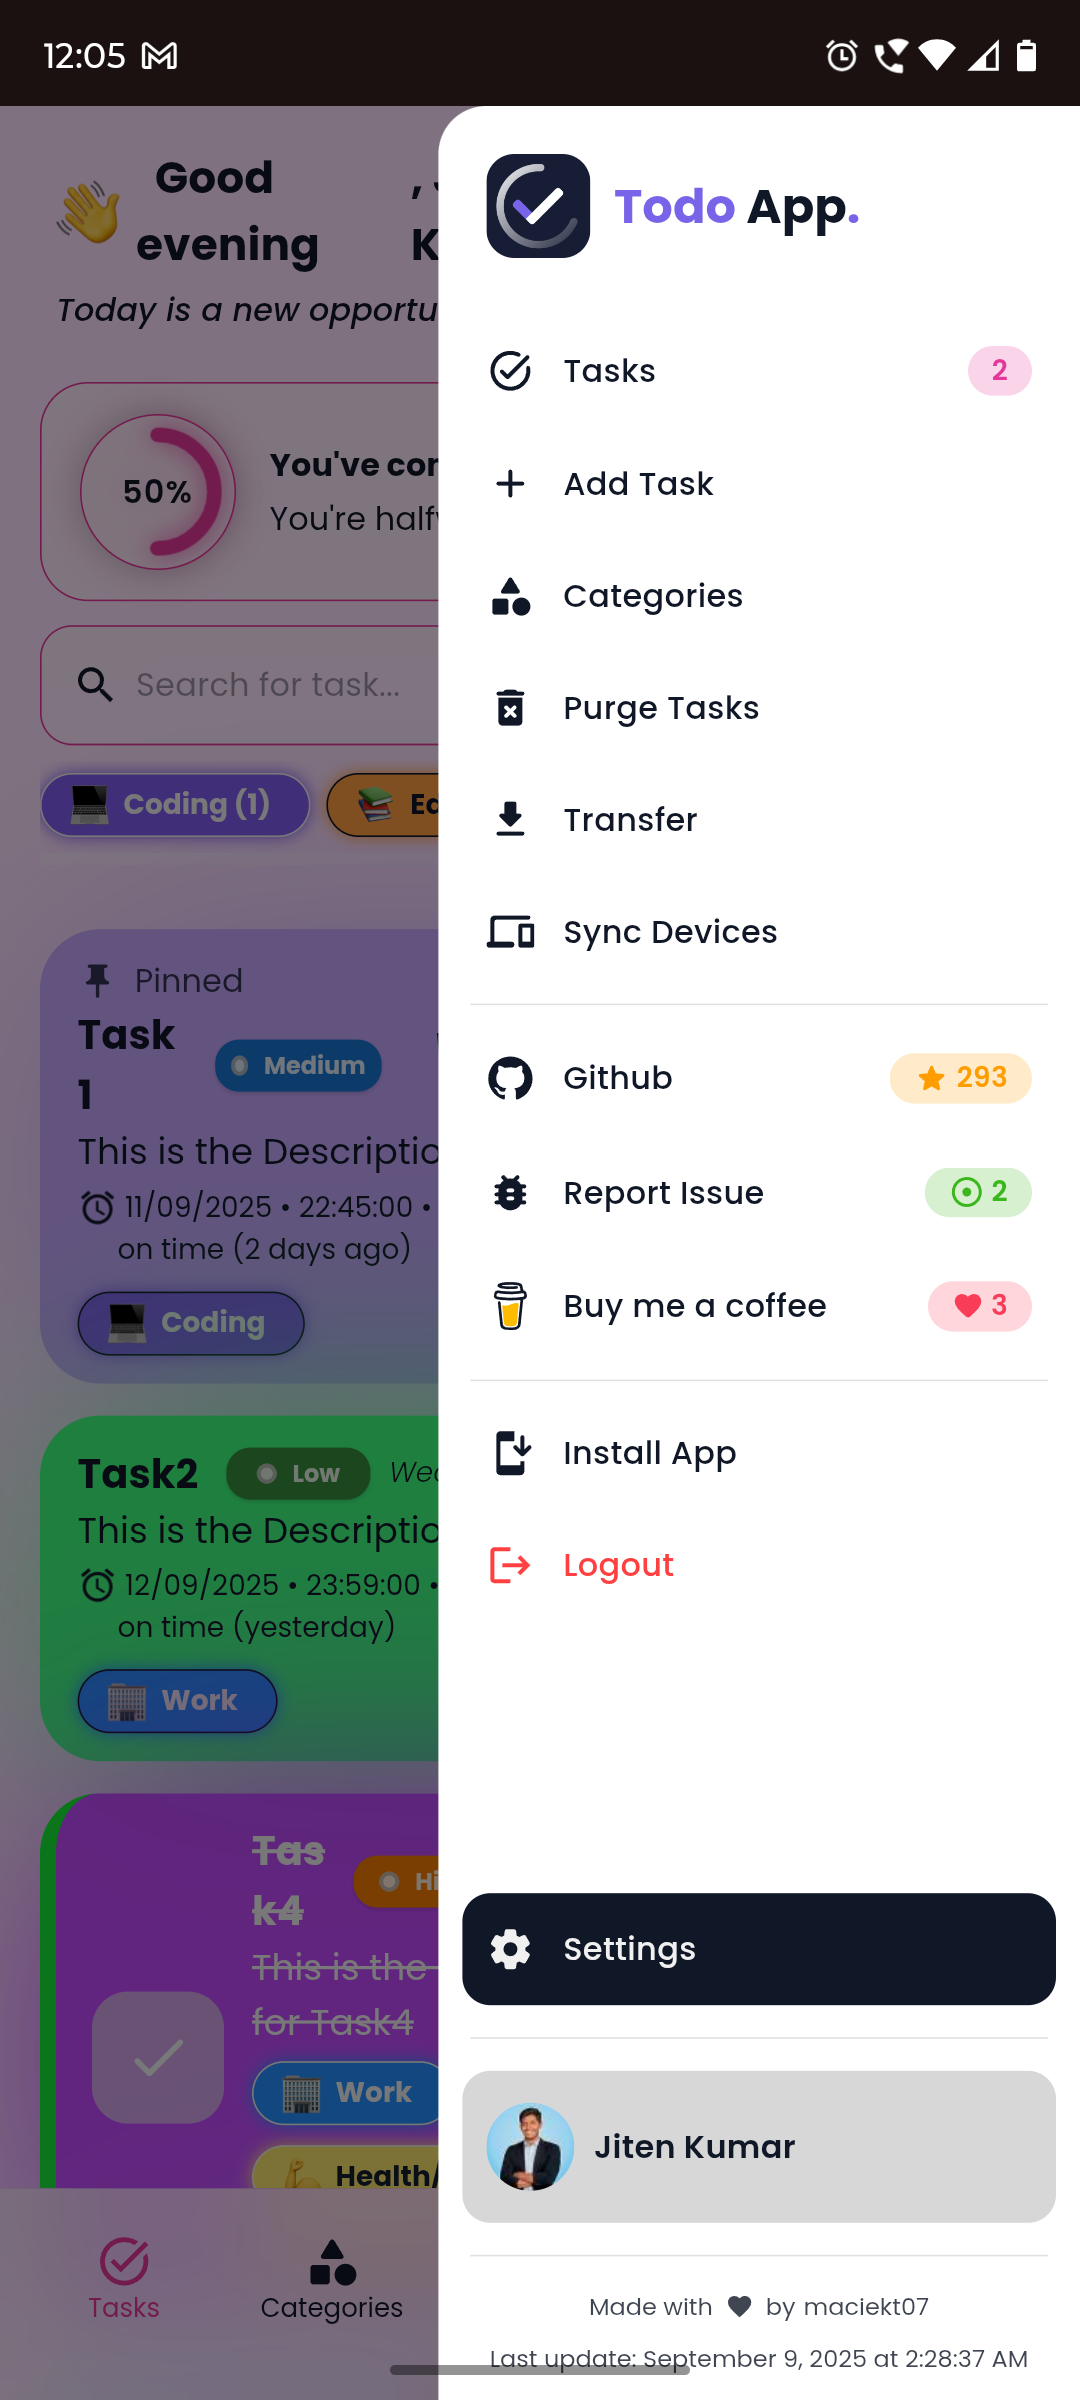 12:05
Good
evening
Today is a new opportu
50%
You've cor
You're half
Search for task...
Coding (1)
Pinned
Task
1
Medium
This is the Descriptio
11/09/2025 • 22:45:00 •
on time (2 days ago)
Coding
Task2
Low
This is the Descriptio
12/09/2025 • 23:59:00 •
on time (yesterday)
Work
Tas
k4
This is the
for Task4
Work
Health/
Tasks
Categories
Todo App.
Tasks
2
Add Task
Categories
Purge Tasks
Transfer
Sync Devices
Github
293
Report Issue
2
Buy me a coffee
3
Install App
Logout
Settings
Jiten Kumar
Made with by maciekt07
Last update: September 9, 2025 at 2:28:37 AM